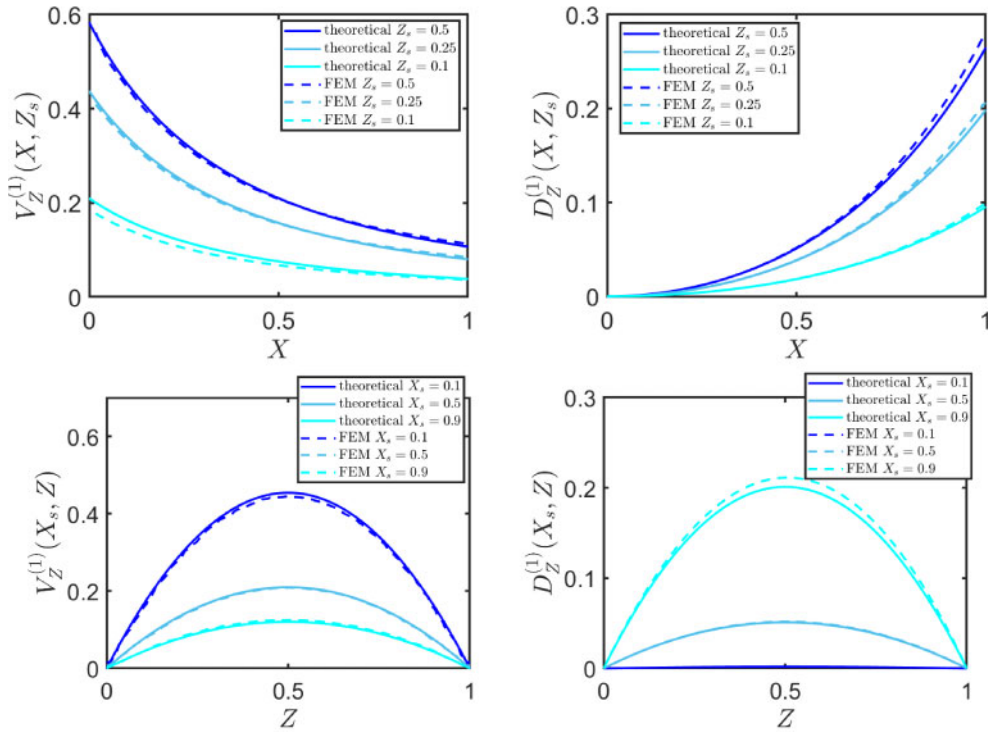 0.6
0.4
0.2
0
V_Z^{(1)}(X, Z_s)
theoretical Z_s = 0.5
theoretical Z_s = 0.25
theoretical Z_s = 0.1
FEM Z_s = 0.5
FEM Z_s = 0.25
FEM Z_s = 0.1
0 0.5 1
X
0.3
0.2
0.1
0
D_Z^{(1)}(X, Z_s)
theoretical Z_s = 0.5
theoretical Z_s = 0.25
theoretical Z_s = 0.1
FEM Z_s = 0.5
FEM Z_s = 0.25
FEM Z_s = 0.1
0 0.5 1
X
0.6
0.4
0.2
0
V_Z^{(1)}(X_s, Z)
theoretical X_s = 0.1
theoretical X_s = 0.5
theoretical X_s = 0.9
FEM X_s = 0.1
FEM X_s = 0.5
FEM X_s = 0.9
0 0.5 1
Z
0.3
0.2
0.1
0
D_Z^{(1)}(X_s, Z)
theoretical X_s = 0.1
theoretical X_s = 0.5
theoretical X_s = 0.9
FEM X_s = 0.1
FEM X_s = 0.5
FEM X_s = 0.9
0 0.5 1
Z